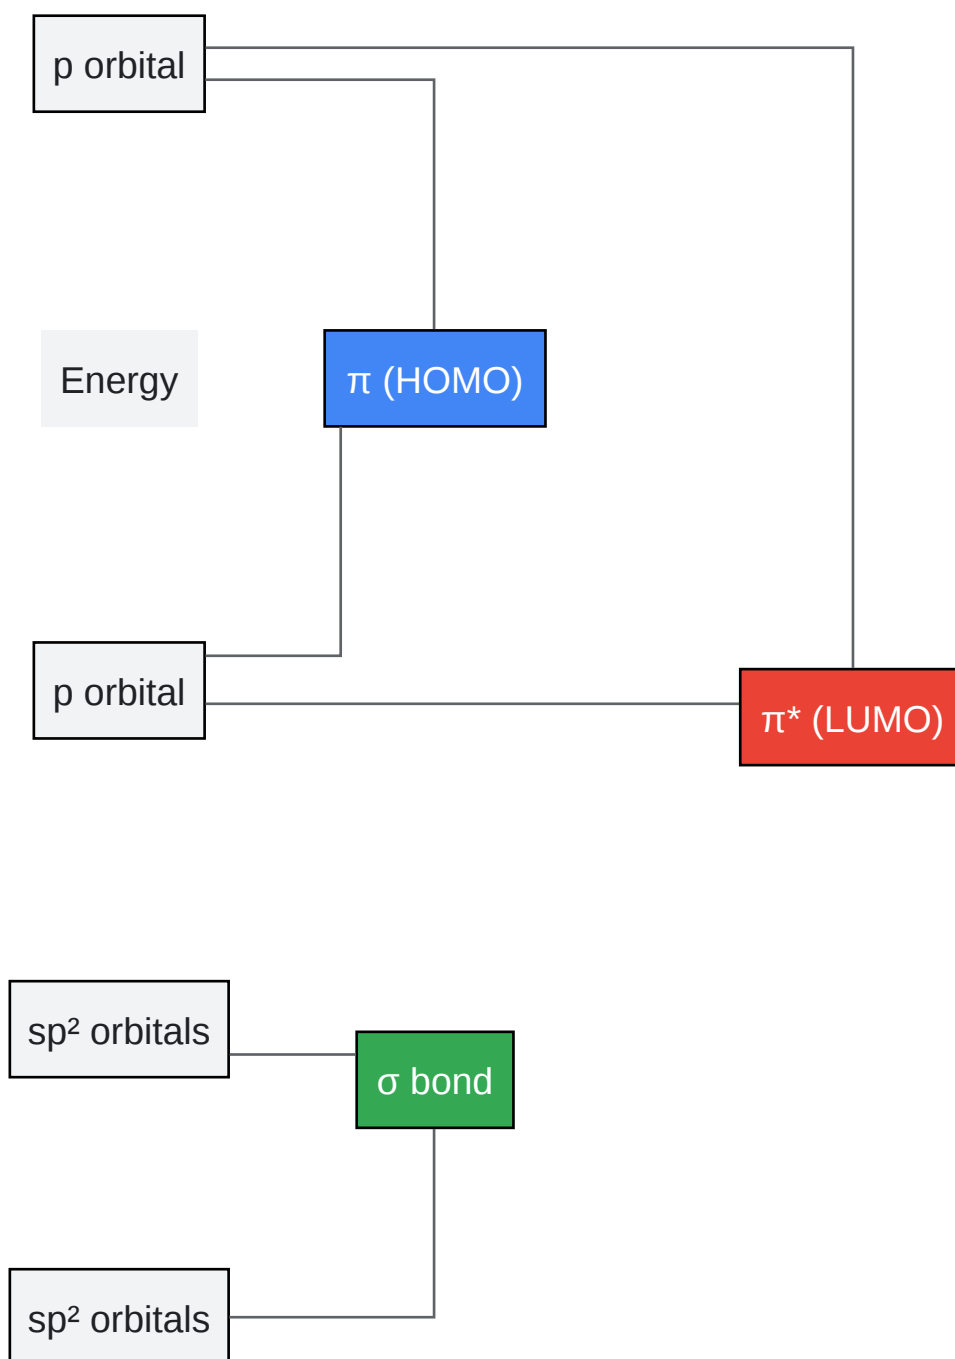 p orbital
Energy
π (HOMO)
p orbital
π* (LUMO)
sp² orbitals
σ bond
sp² orbitals